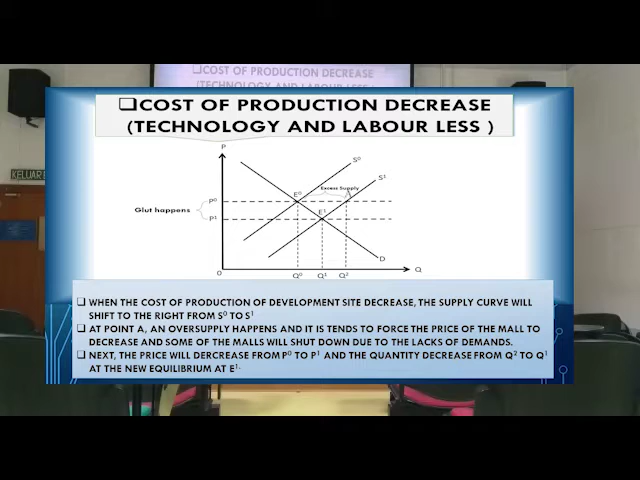 ❑COST OF PRODUCTION DECREASE
(TECHNOLOGY AND LABOUR LESS
❑COST OF PRODUCTION DECREASE
(TECHNOLOGY AND LABOUR LESS )
P
S⁰
S¹
Excess Supply
E⁰
A
P⁰
Glut happens
E¹
P¹
D
0
Q⁰
Q¹
Q²
Q
KELUAR
❑ WHEN THE COST OF PRODUCTION OF DEVELOPMENT SITE DECREASE, THE SUPPLY CURVE WILL
SHIFT TO THE RIGHT FROM S⁰ TO S¹
❑ AT POINT A, AN OVERSUPPLY HAPPENS AND IT IS TENDS TO FORCE THE PRICE OF THE MALL TO
DECREASE AND SOME OF THE MALLS WILL SHUT DOWN DUE TO THE LACKS OF DEMANDS.
❑ NEXT, THE PRICE WILL DERCREASE FROM P⁰ TO P¹ AND THE QUANTITY DECREASE FROM Q² TO Q¹
AT THE NEW EQUILIBRIUM AT E¹.